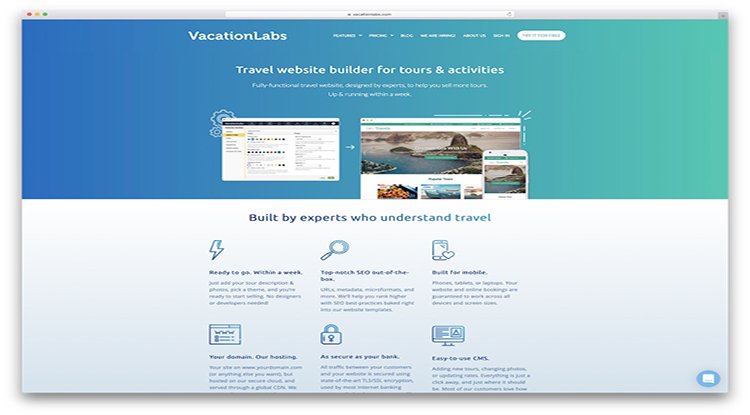 vacationlabs.com
VacationLabs
FEATURES PRICING BLOG WE ARE HIRING! ABOUT US SIGN IN TRY IT FOR FREE
Travel website builder for tours & activities
Fully-functional travel website, designed by experts, to help you sell more tours.
Up & running within a week.
Popular Tours
Built by experts who understand travel
Ready to go. Within a week.
Just add your tour description &
photos, pick a theme, and you're
ready to start selling. No designers
or developers needed!
Top-notch SEO out-of-the-
box.
URLs, metadata, microformats, and
more. We'll help you rank higher
with SEO best-practices baked right
into our website templates.
Built for mobile.
Phones, tablets, or laptops. Your
website and online bookings are
guaranteed to work across all
devices and screen sizes.
Your domain. Our hosting.
Your site on www.yourdomain.com
(or anything else you want), but
hosted on our secure cloud, and
served through a global CDN. We
As secure as your bank.
All traffic between your customers
and your website is secured using
state-of-the-art TLS/SSL encryption,
used by most Internet banking
Easy-to-use CMS.
Adding new tours, changing photos,
or updating rates. Everything is just a
click away, and just where it should
be. Most of our customers love how